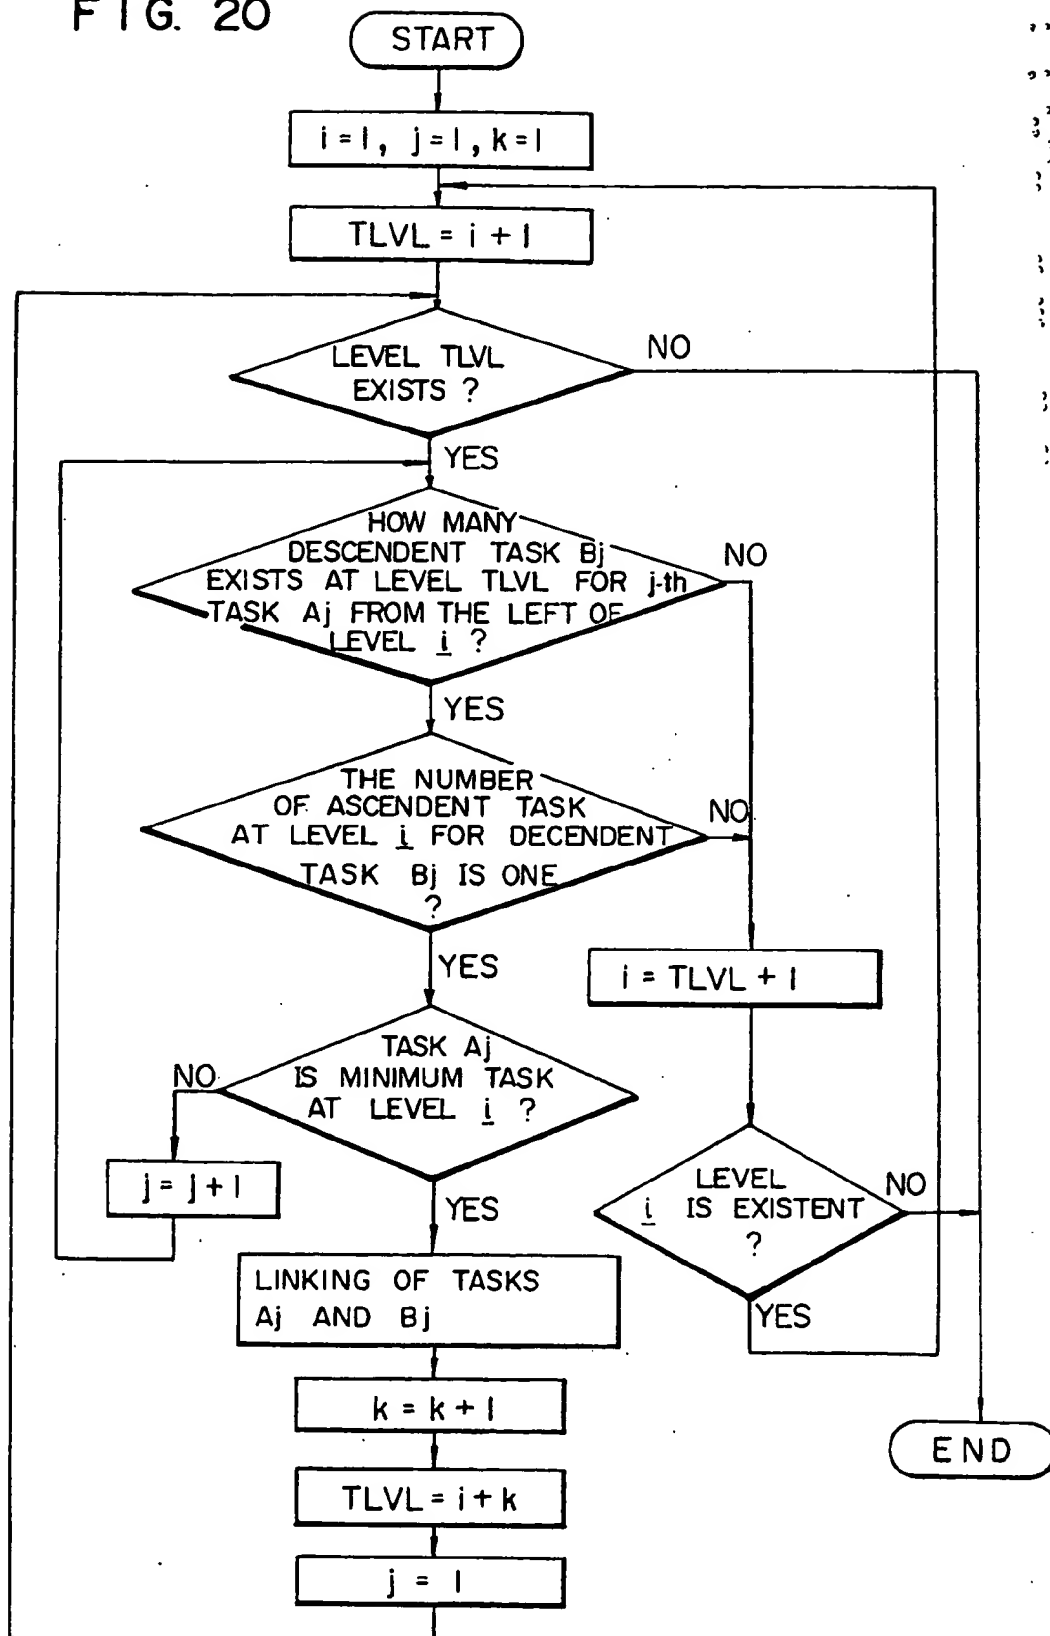 FIG. 20
START
i=1, j=1, k=1
TLVL = i + 1
LEVEL TLVL
EXISTS ?
NO
YES
HOW MANY
DESCENDENT TASK Bj
EXISTS AT LEVEL TLVL FOR j-th
TASK Aj FROM THE LEFT OF
LEVEL i ?
NO
YES
THE NUMBER
OF ASCENDENT TASK
AT LEVEL i FOR DECENDENT
TASK Bj IS ONE
?
NO
YES
i = TLVL + 1
TASK Aj
IS MINIMUM TASK
AT LEVEL i ?
NO
j = j+1
YES
LEVEL
i IS EXISTENT
?
NO
YES
LINKING OF TASKS
Aj AND Bj
k = k + 1
TLVL = i + k
j = 1
END